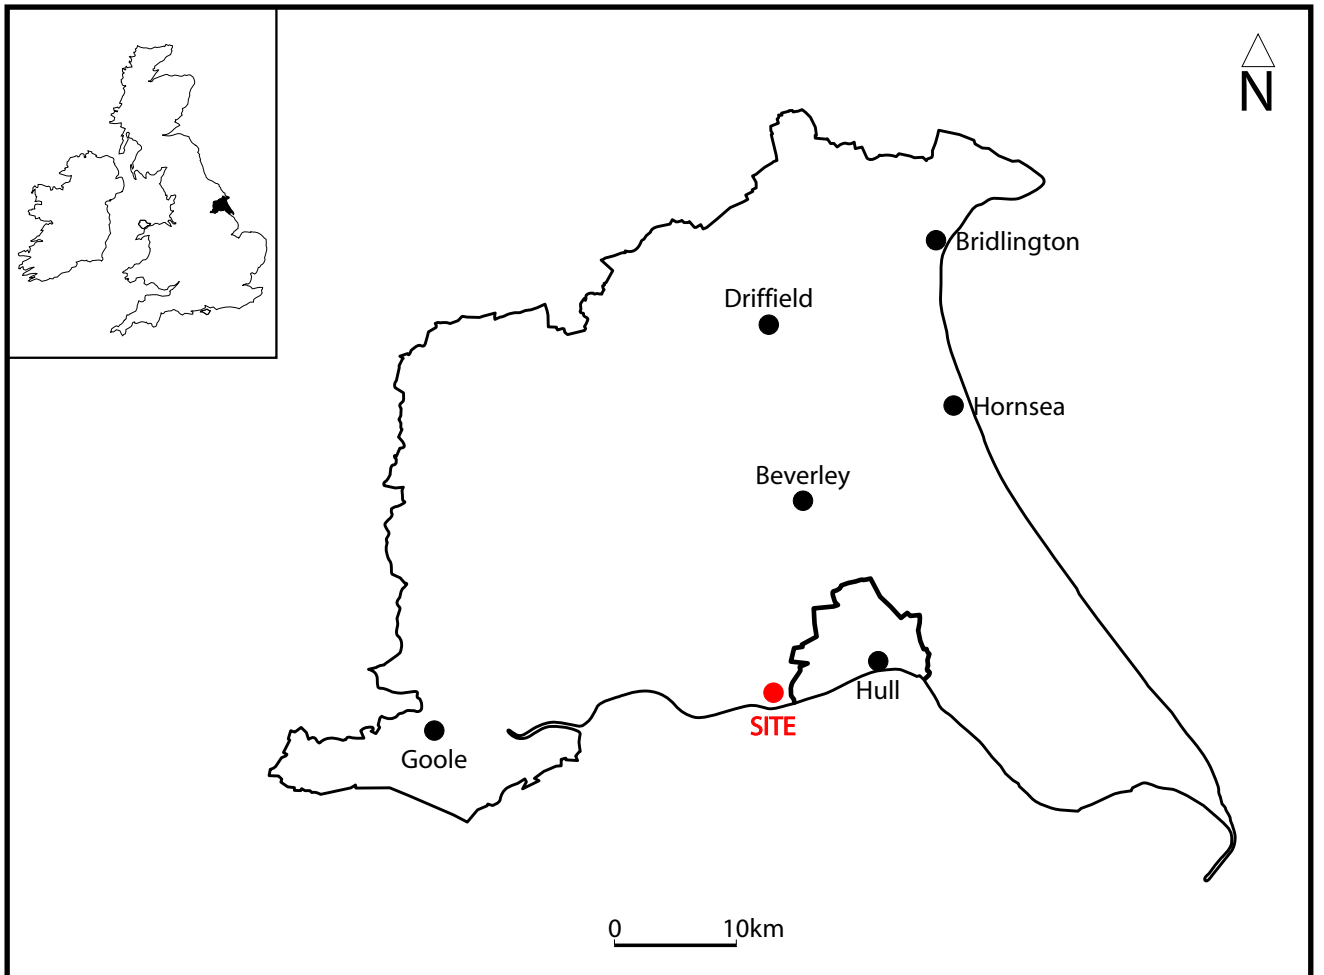 N
Bridlington
Driffield
Hornsea
Beverley
Hull
SITE
Goole
0 10km